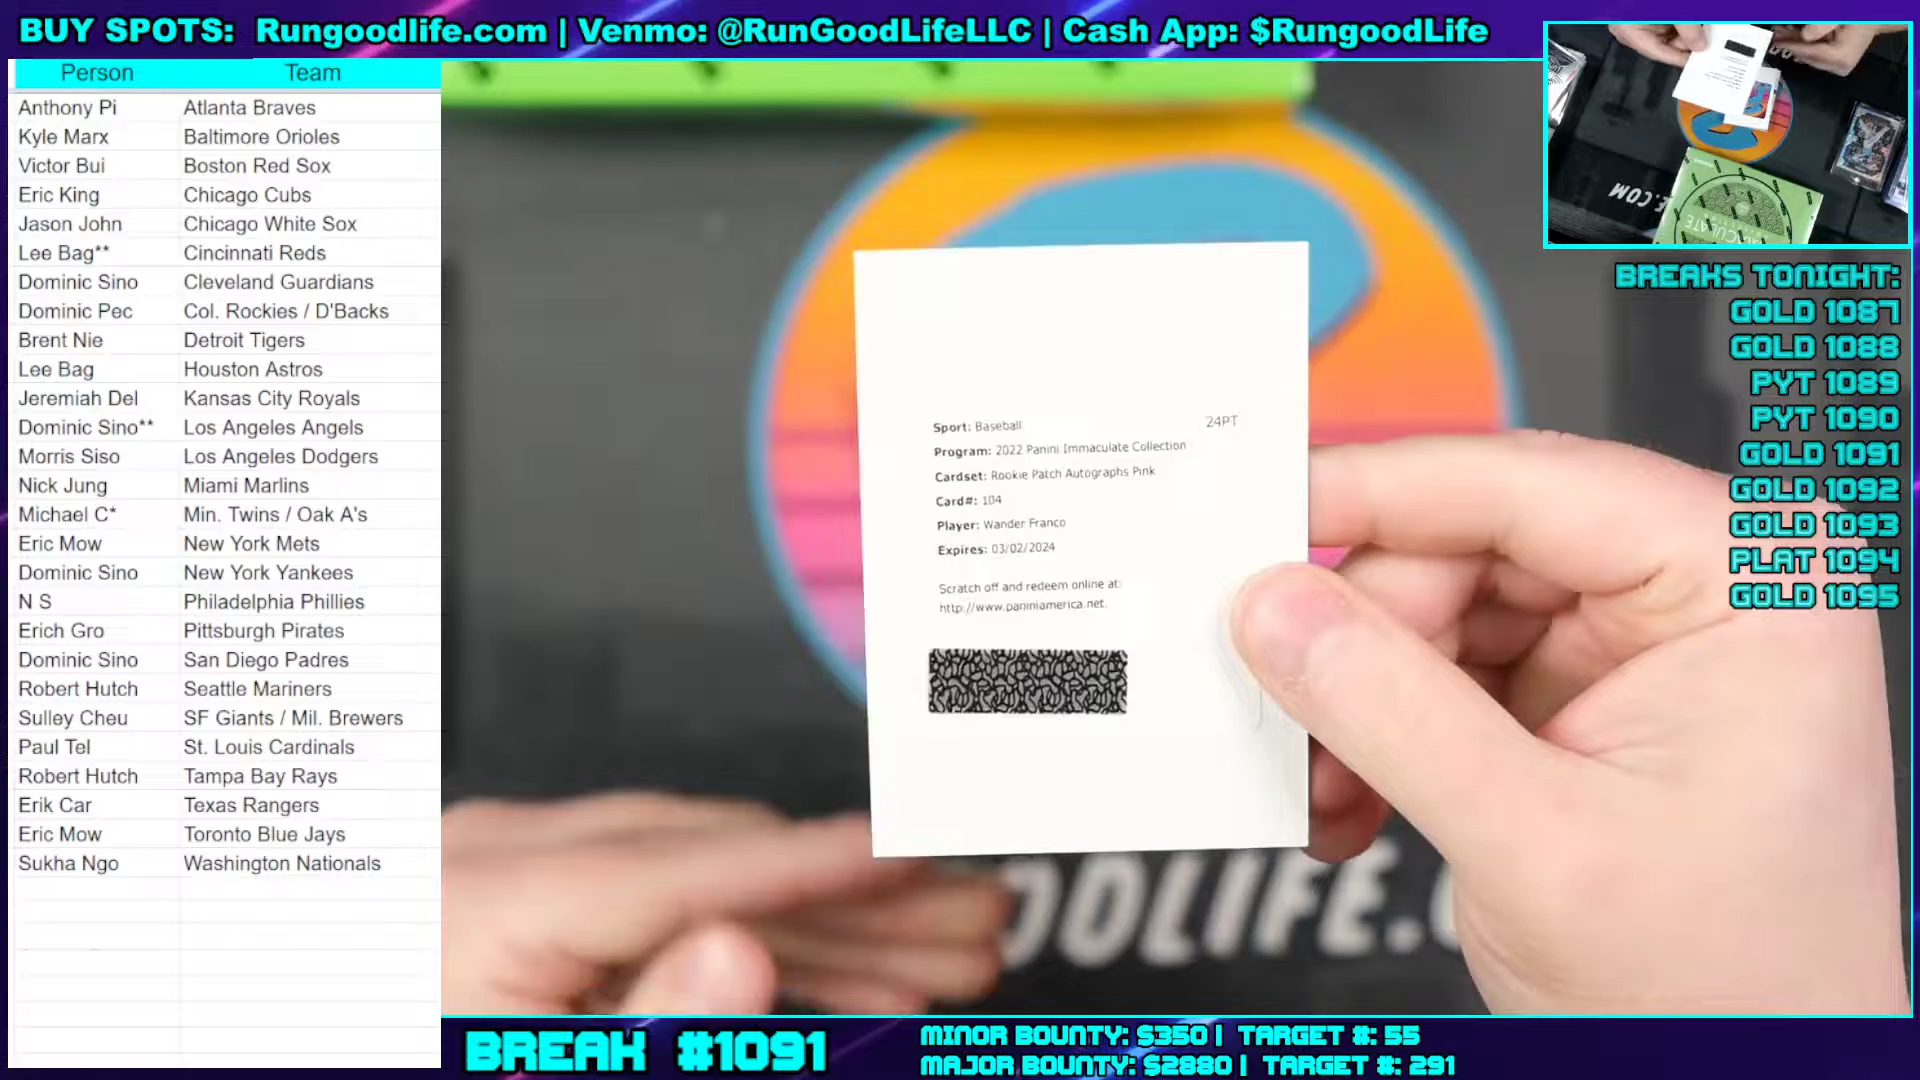 BUY SPOTS: Rungoodlife.com | Venmo: @RunGoodLifeLLC | Cash App: $RungoodLife
Person Team
Anthony Pi Atlanta Braves
Kyle Marx Baltimore Orioles
Victor Bui Boston Red Sox
Eric King Chicago Cubs
Jason John Chicago White Sox
Lee Bag** Cincinnati Reds
Dominic Sino Cleveland Guardians
Dominic Pec Col. Rockies / D'Backs
Brent Nie Detroit Tigers
Lee Bag Houston Astros
Jeremiah Del Kansas City Royals
Dominic Sino** Los Angeles Angels
Morris Siso Los Angeles Dodgers
Nick Jung Miami Marlins
Michael C* Min. Twins / Oak A's
Eric Mow New York Mets
Dominic Sino New York Yankees
N S Philadelphia Phillies
Erich Gro Pittsburgh Pirates
Dominic Sino San Diego Padres
Robert Hutch Seattle Mariners
Sulley Cheu SF Giants / Mil. Brewers
Paul Tel St. Louis Cardinals
Robert Hutch Tampa Bay Rays
Erik Car Texas Rangers
Eric Mow Toronto Blue Jays
Sukha Ngo Washington Nationals
Sport: Baseball 24PT
Program: 2022 Panini Immaculate Collection
Cardset: Rookie Patch Autographs Pink
Card#: 104
Player: Wander Franco
Expires: 03/02/2024
Scratch off and redeem online at:
http://www.paniniamerica.net.
OODLIFE.C
BREAKS TONIGHT:
GOLD 1087
GOLD 1088
PYT 1089
PYT 1090
GOLD 1091
GOLD 1092
GOLD 1093
PLAT 1094
GOLD 1095
BREAK #1091
MINOR BOUNTY: $350 | TARGET #: 55
MAJOR BOUNTY: $2880 | TARGET #: 291